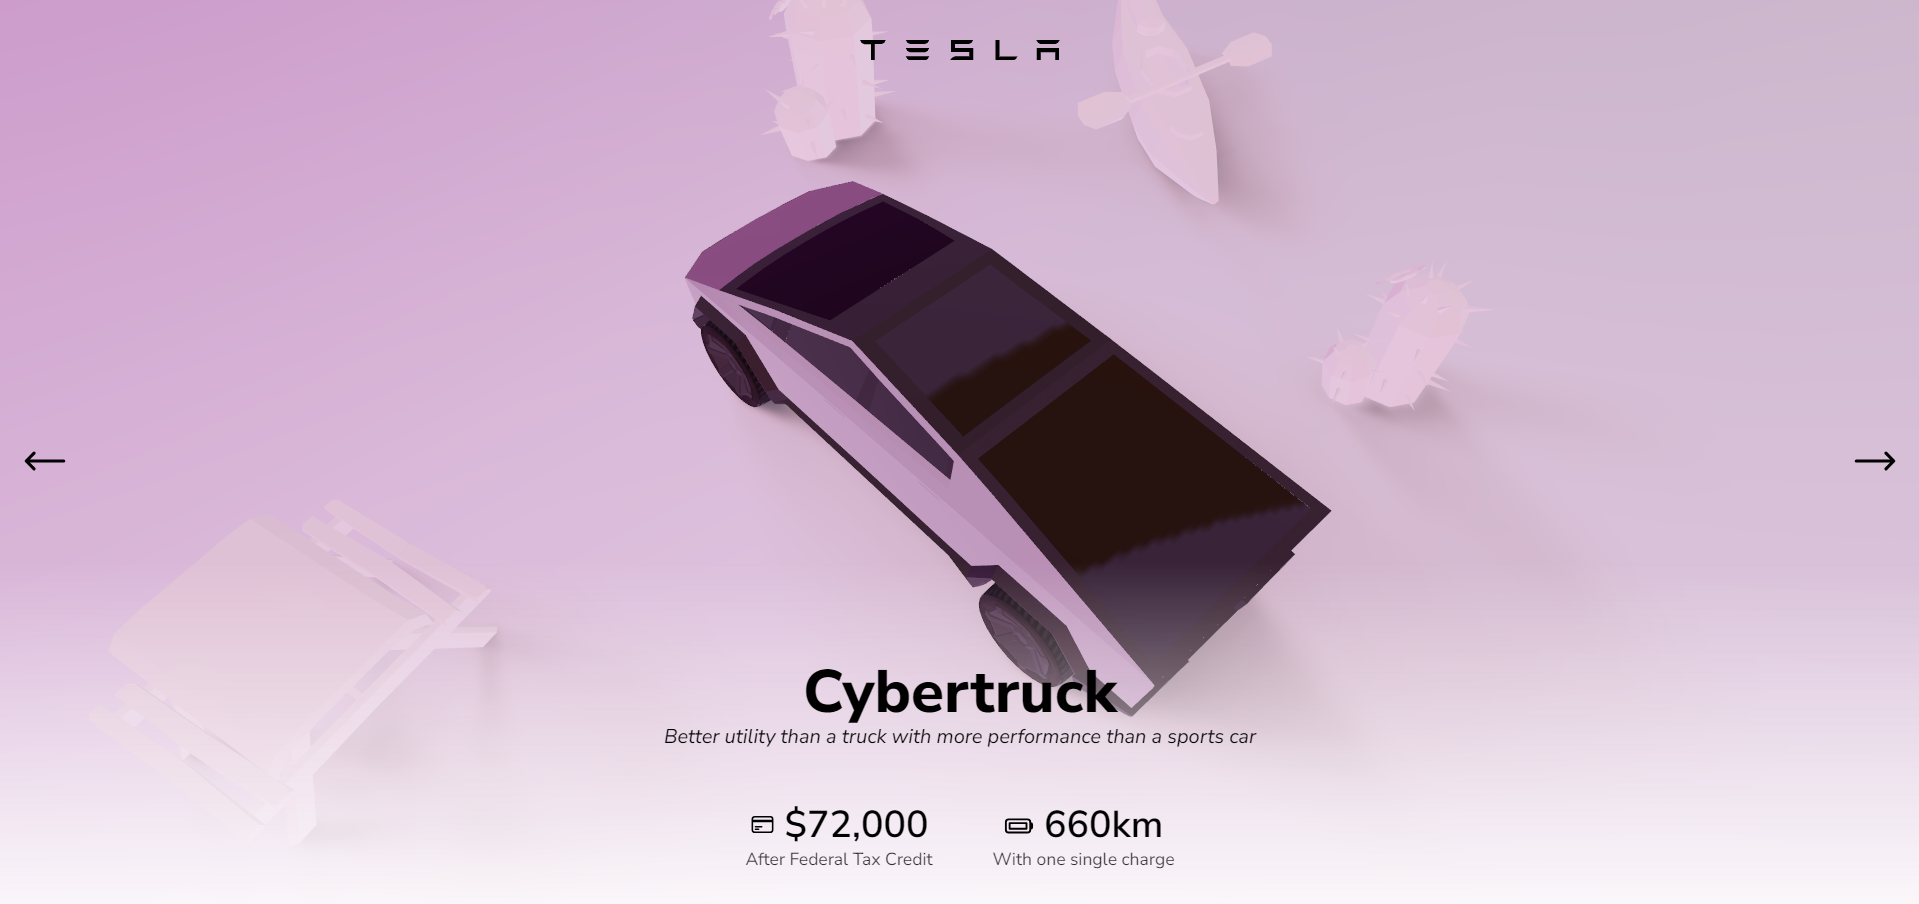 TESLA
Cybertruck
Better utility than a truck with more performance than a sports car
$72,000
After Federal Tax Credit
660km
With one single charge